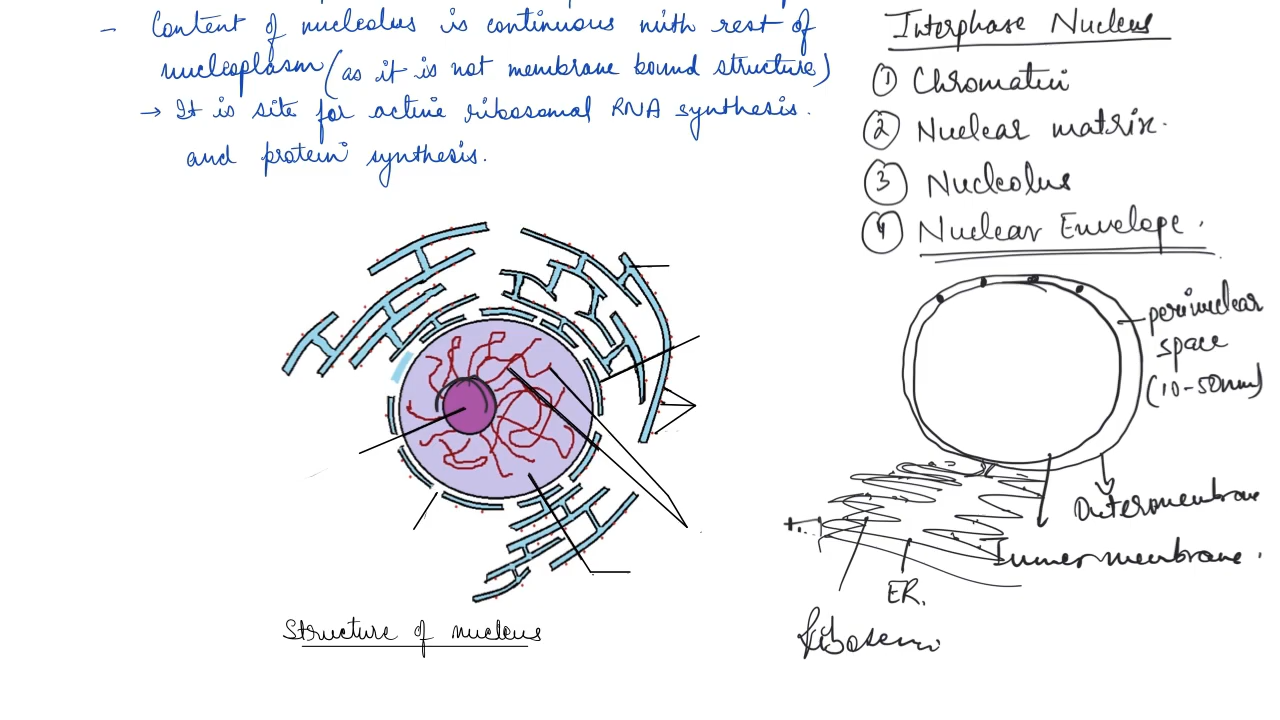 - Content of nucleolus is continuous with rest of
nucleoplasm (as it is not membrane bound structure)
→ It is site for active ribosomal RNA synthesis.
and protein synthesis.
Interphase Nucleus
① Chromatin
② Nuclear matrix.
③ Nucleolus
④ Nuclear Envelope.
perinuclear
space
(10-50nm)
Outermembrane
Innermembrane.
ER.
Structure of nucleus